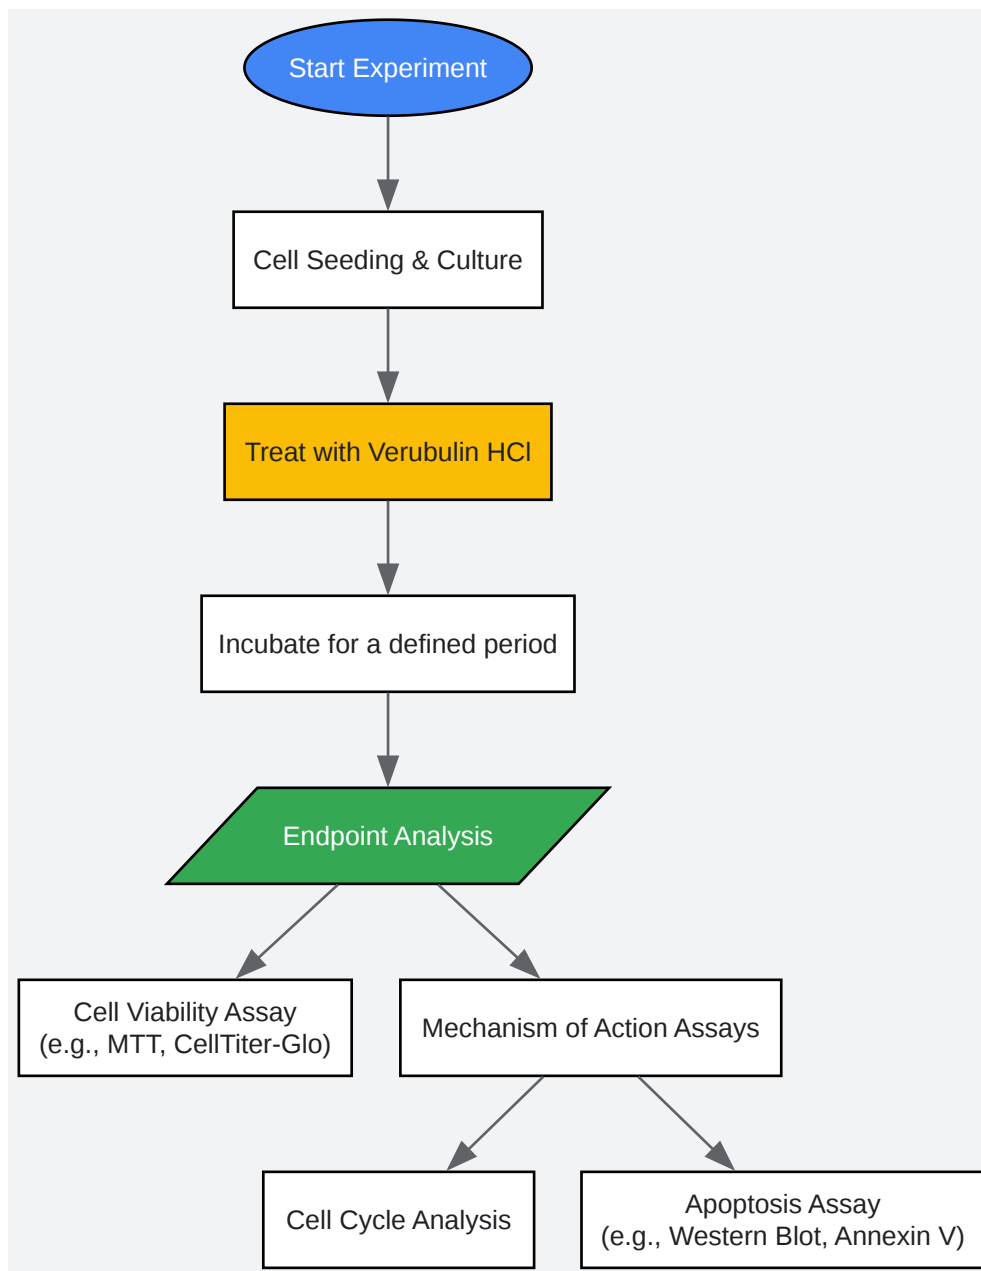 Start Experiment
Cell Seeding & Culture
Treat with Verubulin HCl
Incubate for a defined period
Endpoint Analysis
Cell Viability Assay
(e.g., MTT, CellTiter-Glo)
Mechanism of Action Assays
Cell Cycle Analysis
Apoptosis Assay
(e.g., Western Blot, Annexin V)